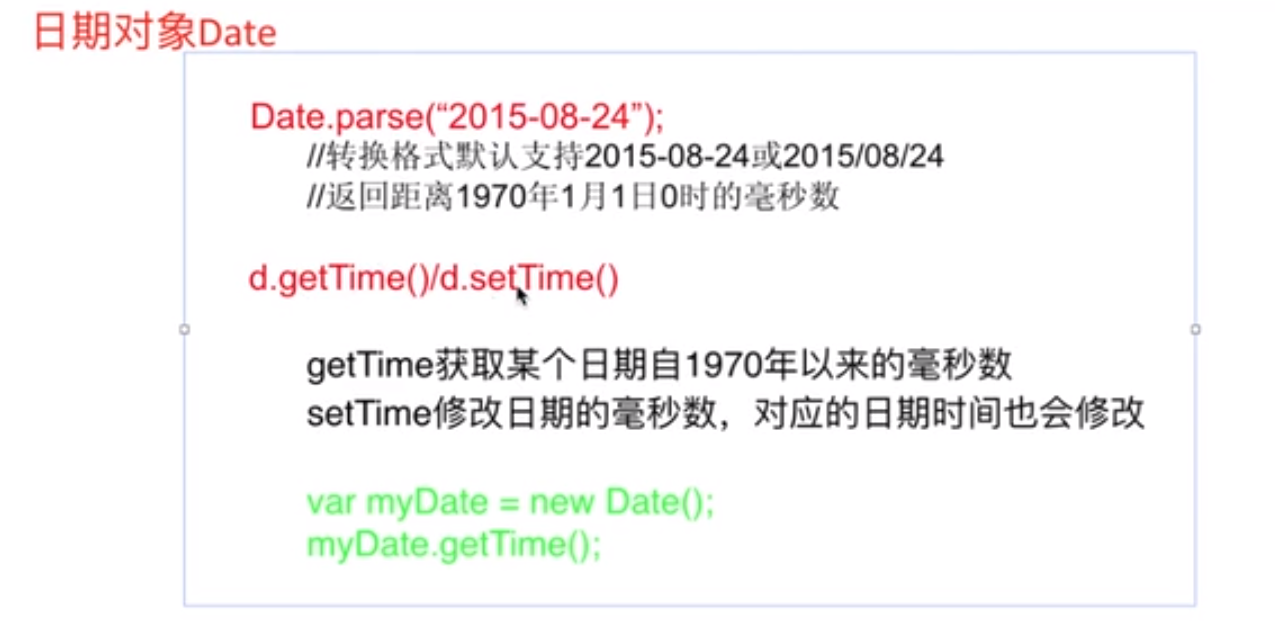 日期对象Date
Date.parse(“2015-08-24”);
//转换格式默认支持2015-08-24或2015/08/24
//返回距离1970年1月1日0时的毫秒数
d.getTime()/d.setTime()
getTime获取某个日期自1970年以来的毫秒数
setTime修改日期的毫秒数，对应的日期时间也会修改
var myDate = new Date();
myDate.getTime();